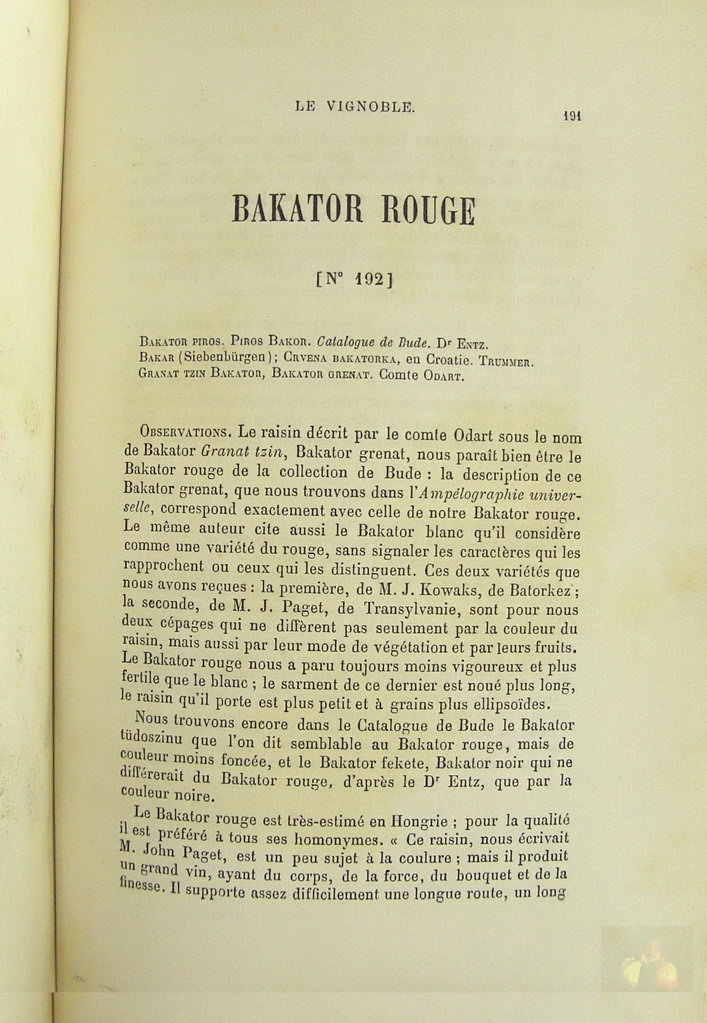 LE VIGNOBLE.
191
BAKATOR ROUGE
[N° 192]
BAKATOR PIROS. PIROS BAKOR. Catalogue de Bude. Dr ENTZ.
BAKAR (Siebenbürgen); CRVENA BAKATORKA, en Croatie. TRUMMER.
GRANAT TZIN BAKATOR, BAKATOR GRENAT. Comte ODART.
OBSERVATIONS. Le raisin décrit par le comte Odart sous le nom
de Bakator Granat tzin, Bakator grenat, nous paraît bien être le
Bakator rouge de la collection de Bude : la description de ce
Bakator grenat, que nous trouvons dans l'Ampélographie univer-
selle, correspond exactement avec celle de notre Bakator rouge.
Le même auteur cite aussi le Bakator blanc qu'il considère
comme une variété du rouge, sans signaler les caractères qui les
rapprochent ou ceux qui les distinguent. Ces deux variétés que
nous avons reçues : la première, de M. J. Kowaks, de Batorkez ;
la seconde, de M. J. Paget, de Transylvanie, sont pour nous
deux cépages qui ne diffèrent pas seulement par la couleur du
raisin, mais aussi par leur mode de végétation et par leurs fruits.
Le Bakator rouge nous a paru toujours moins vigoureux et plus
fertile que le blanc ; le sarment de ce dernier est noué plus long,
le raisin qu'il porte est plus petit et à grains plus ellipsoïdes.
Nous trouvons encore dans le Catalogue de Bude le Bakator
tüdoszinu que l'on dit semblable au Bakator rouge, mais de
couleur moins foncée, et le Bakator fekete, Bakator noir qui ne
différerait du Bakator rouge, d'après le Dr Entz, que par la
couleur noire.
Le Bakator rouge est très-estimé en Hongrie ; pour la qualité
il est préféré à tous ses homonymes. « Ce raisin, nous écrivait
M. John Paget, est un peu sujet à la coulure ; mais il produit
un grand vin, ayant du corps, de la force, du bouquet et de la
finesse. Il supporte assez difficilement une longue route, un long